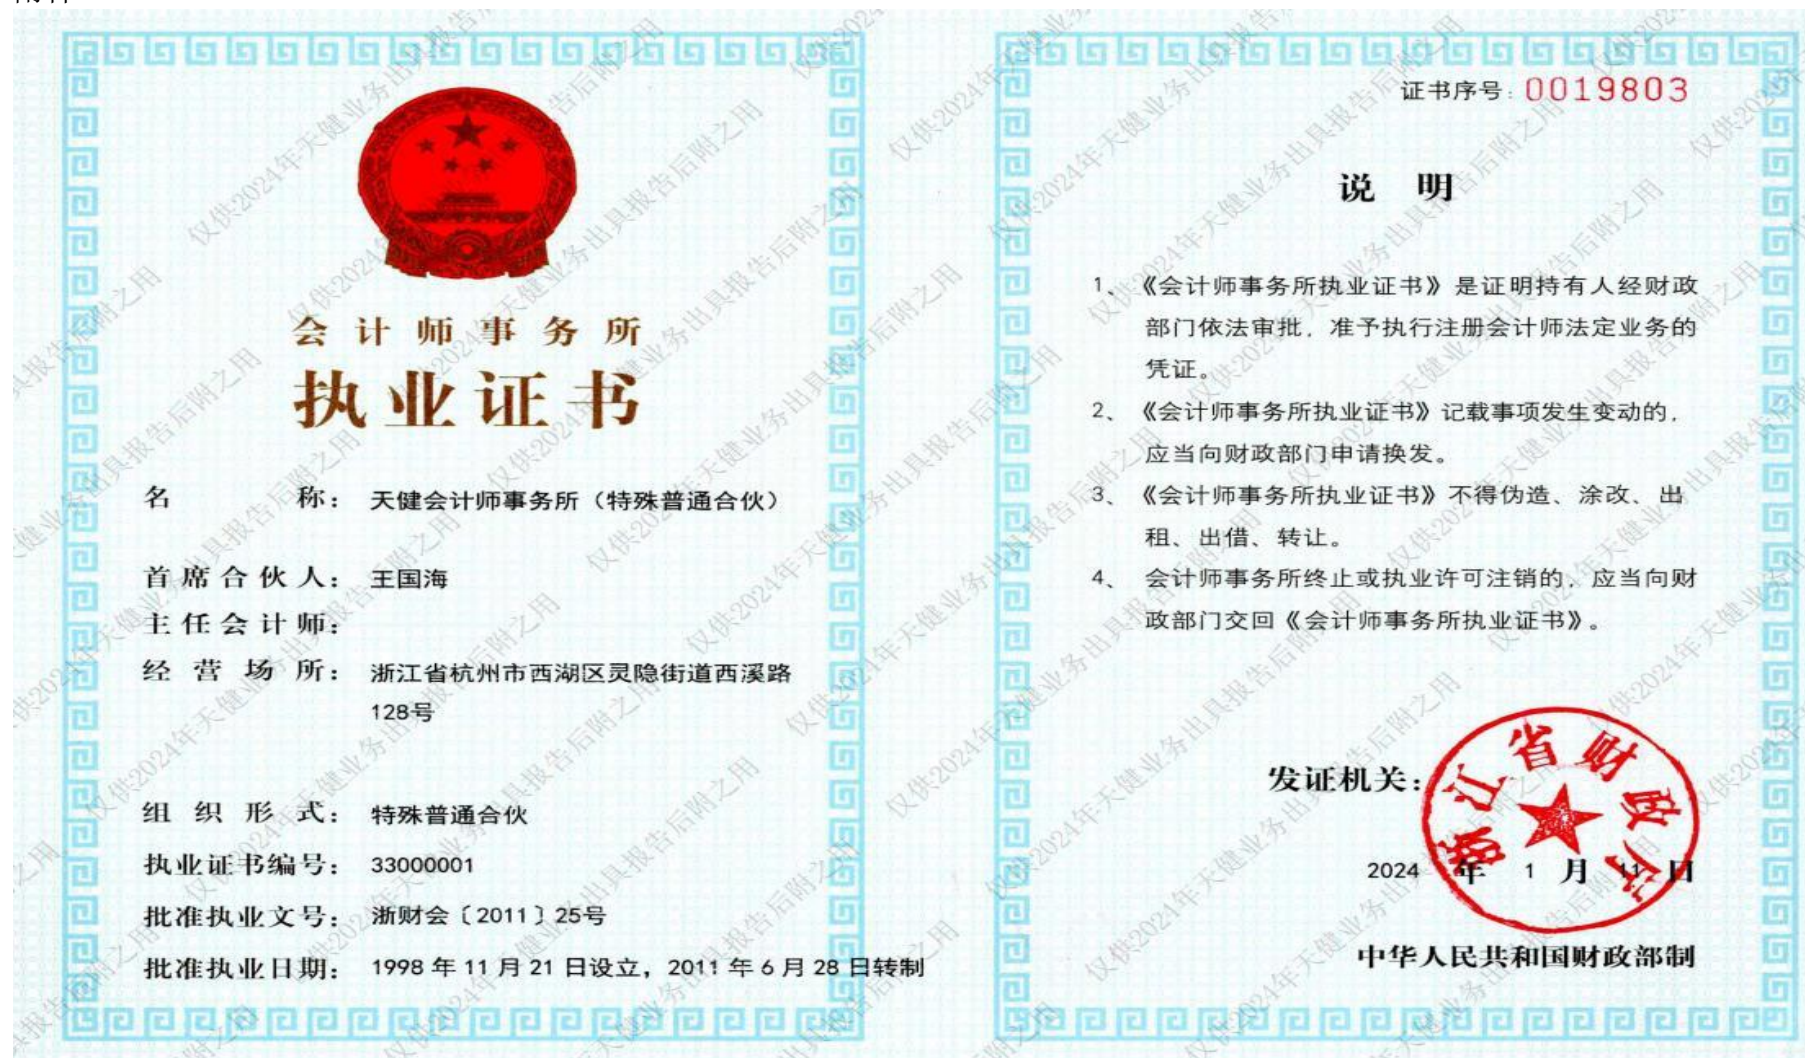 会计师事务所
执业证书
名称：天健会计师事务所（特殊普通合伙）
首席合伙人：王国海
主任会计师：
经营场所：浙江省杭州市西湖区灵隐街道西溪路
128号
组织形式：特殊普通合伙
执业证书编号：33000001
批准执业文号：浙财会〔2011〕25号
批准执业日期：1998年11月21日设立，2011年6月28日转制
证书序号：0019803
说明
1、《会计师事务所执业证书》是证明持有人经财政
部门依法审批，准予执行注册会计师法定业务的
凭证。
2、《会计师事务所执业证书》记载事项发生变动的，
应当向财政部门申请换发。
3、《会计师事务所执业证书》不得伪造、涂改、出
租、出借、转让。
4、会计师事务所终止或执业许可注销的，应当向财
政部门交回《会计师事务所执业证书》。
发证机关：
浙江省财政厅
2024年1月11日
中华人民共和国财政部制
仅供2024年天健业务出具报告后附之用